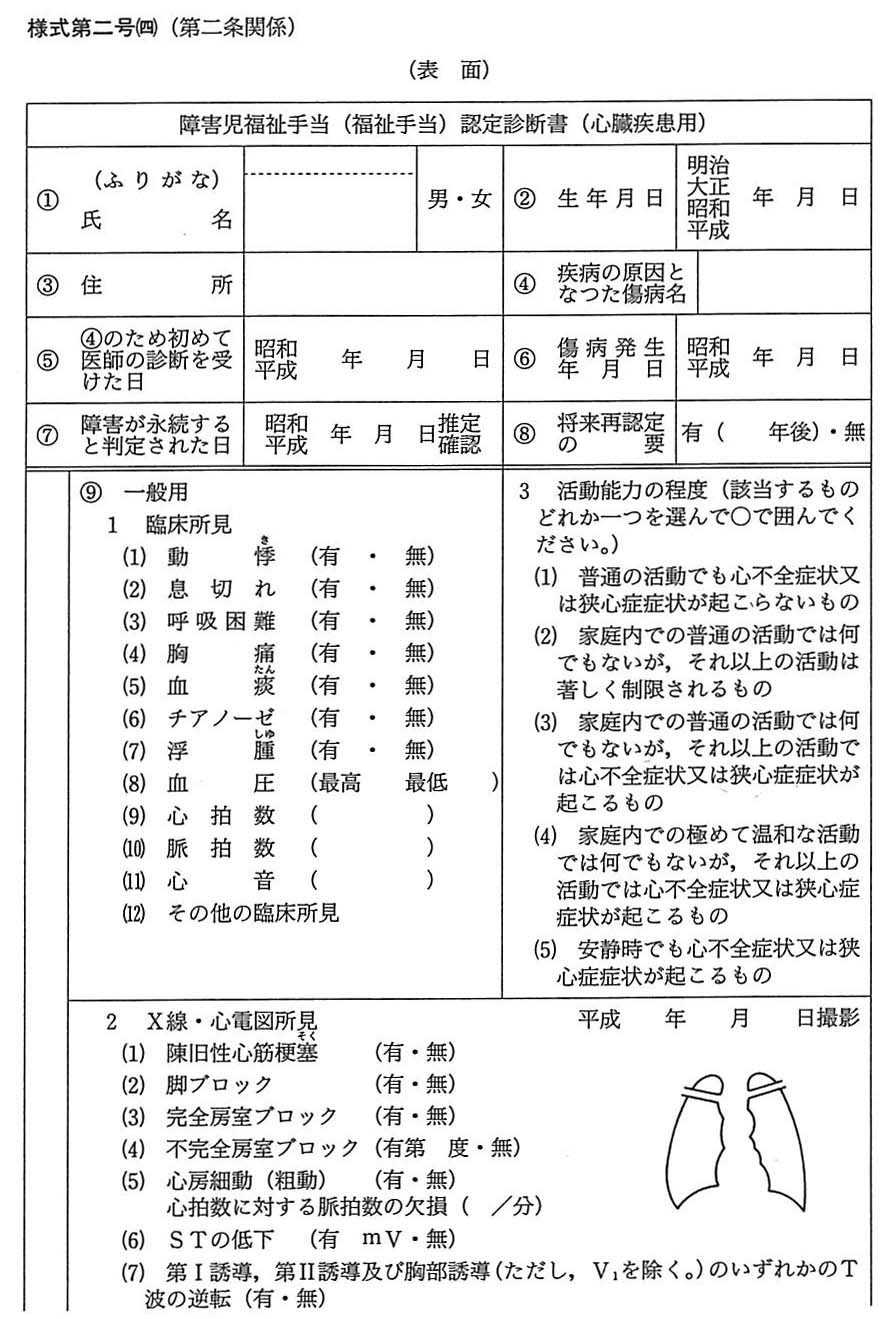 様式第二号㈣（第二条関係）
（表　面）
障害児福祉手当（福祉手当）認定診断書（心臓疾患用）
①　（ふりがな）
氏　名
男・女
②　生年月日
明治
大正
昭和
平成
年　月　日
③　住　所
④　疾病の原因と
なつた傷病名
⑤　④のため初めて
医師の診断を受
けた日
昭和
平成
年　月　日
⑥　傷病発生
年　月　日
昭和
平成
年　月　日
⑦　障害が永続する
と判定された日
昭和
平成
年　月　日
推定
確認
⑧　将来再認定
の　要
有（　年後）・無
⑨　一般用
1　臨床所見
き
(1)　動　悸　（有　・　無）
(2)　息切れ　（有　・　無）
(3)　呼吸困難　（有　・　無）
(4)　胸　痛　（有　・　無）
たん
(5)　血　痰　（有　・　無）
(6)　チアノーゼ　（有　・　無）
しゆ
(7)　浮　腫　（有　・　無）
(8)　血　圧　（最高　最低　）
(9)　心拍数　（　）
(10)　脈拍数　（　）
(11)　心　音　（　）
(12)　その他の臨床所見
3　活動能力の程度（該当するもの
どれか一つを選んで○で囲んでく
ださい。）
(1)　普通の活動でも心不全症状又
は狭心症症状が起こらないもの
(2)　家庭内での普通の活動では何
でもないが，それ以上の活動は
著しく制限されるもの
(3)　家庭内での普通の活動では何
でもないが，それ以上の活動で
は心不全症状又は狭心症症状が
起こるもの
(4)　家庭内での極めて温和な活動
では何でもないが，それ以上の
活動では心不全症状又は狭心症
症状が起こるもの
(5)　安静時でも心不全症状又は狭
心症症状が起こるもの
2　X線・心電図所見
平成　年　月　日撮影
そく
(1)　陳旧性心筋梗塞　（有・無）
(2)　脚ブロック　（有・無）
(3)　完全房室ブロック　（有・無）
(4)　不完全房室ブロック（有第　度・無）
(5)　心房細動（粗動）　（有・無）
心拍数に対する脈拍数の欠損（　／分）
(6)　STの低下　（有　mV・無）
(7)　第Ⅰ誘導，第Ⅱ誘導及び胸部誘導（ただし，V₁を除く。）のいずれかのT
波の逆転（有・無）